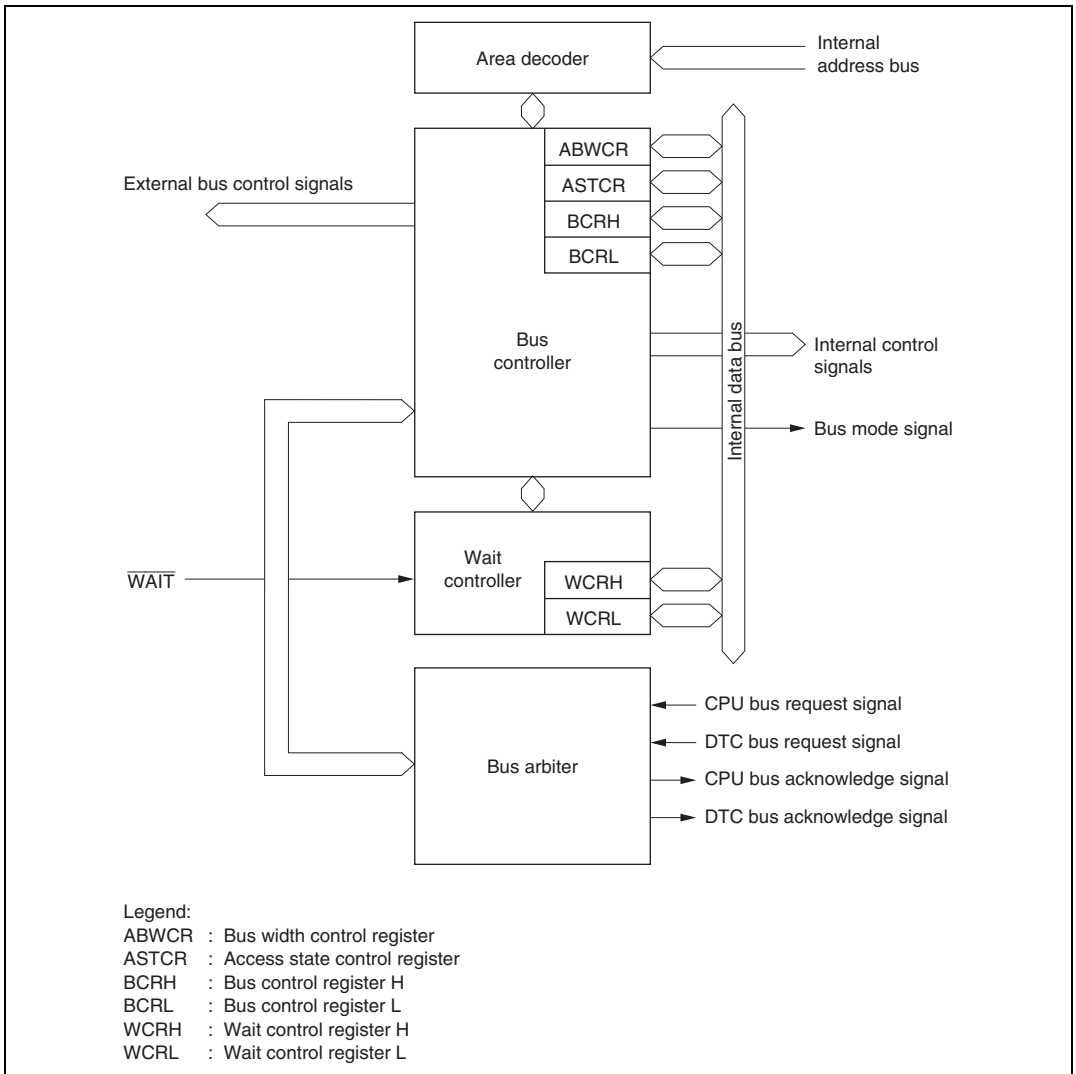 Area decoder
Internal
address bus
ABWCR
ASTCR
BCRH
BCRL
External bus control signals
Bus
controller
Internal data bus
Internal control
signals
Bus mode signal
WAIT
Wait
controller
WCRH
WCRL
Bus arbiter
CPU bus request signal
DTC bus request signal
CPU bus acknowledge signal
DTC bus acknowledge signal
Legend:
ABWCR : Bus width control register
ASTCR : Access state control register
BCRH : Bus control register H
BCRL : Bus control register L
WCRH : Wait control register H
WCRL : Wait control register L